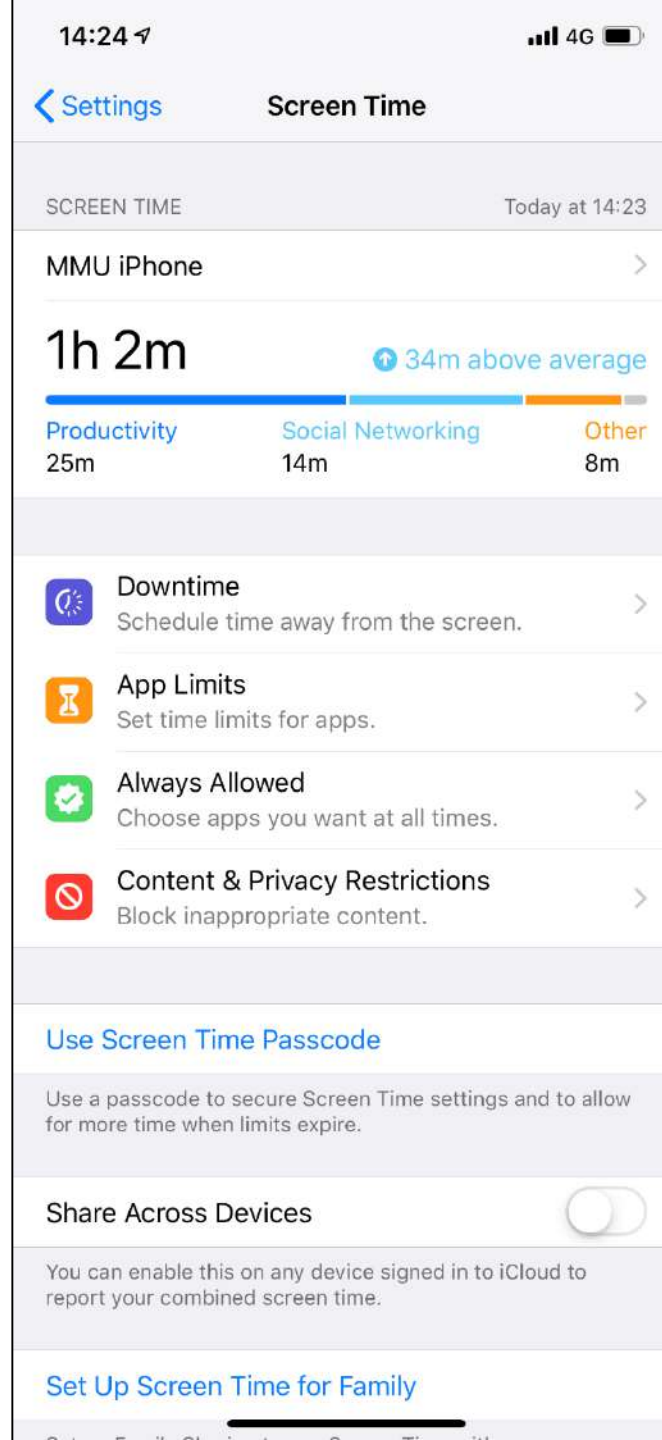 14:24 4G
Settings Screen Time
SCREEN TIME Today at 14:23
MMU iPhone
1h 2m 34m above average
Productivity Social Networking Other
25m 14m 8m
Downtime
Schedule time away from the screen.
App Limits
Set time limits for apps.
Always Allowed
Choose apps you want at all times.
Content & Privacy Restrictions
Block inappropriate content.
Use Screen Time Passcode
Use a passcode to secure Screen Time settings and to allow
for more time when limits expire.
Share Across Devices
You can enable this on any device signed in to iCloud to
report your combined screen time.
Set Up Screen Time for Family